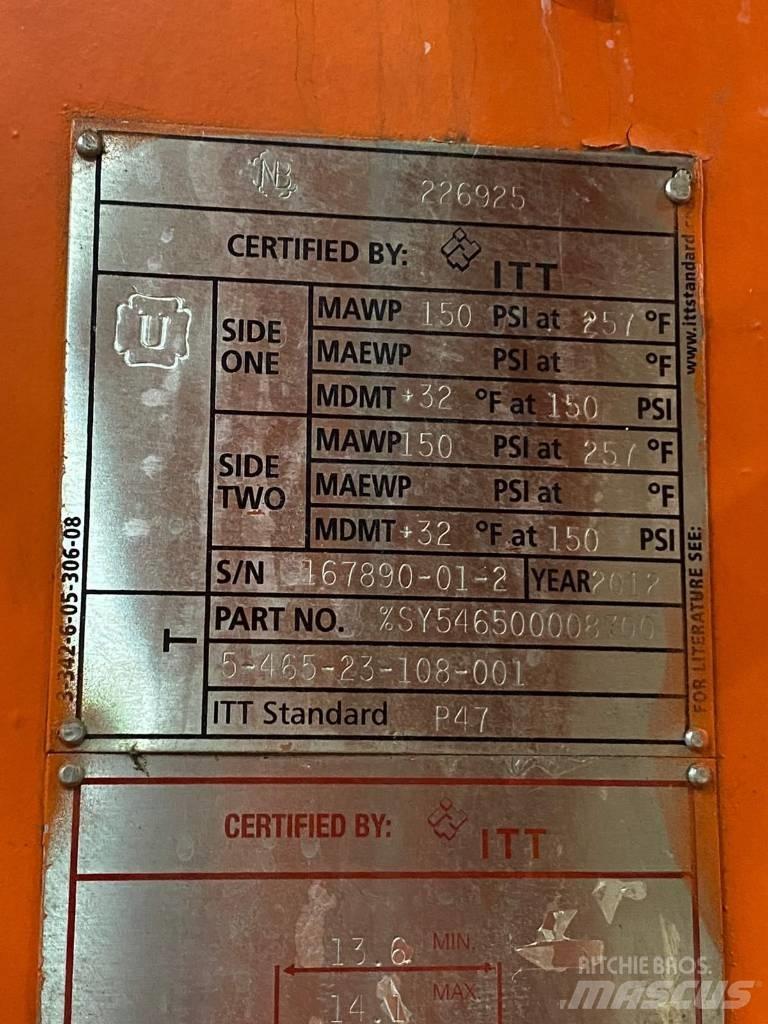 NB 226925
CERTIFIED BY: ITT
U
SIDE ONE
MAWP 150 PSI at 257 °F
MAEWP PSI at °F
MDMT +32 °F at 150 PSI
SIDE TWO
MAWP 150 PSI at 257 °F
MAEWP PSI at °F
MDMT +32 °F at 150 PSI
S/N 167890-01-2 YEAR 2012
T
PART NO.
5-465-23-108-001
ITT Standard P47
3-342-6-05-306-08
FOR LITERATURE SEE: www.ittstandard.
CERTIFIED BY: ITT
13.6 MIN.
14.1 MAX
RITCHIE BROS.
MASCUS